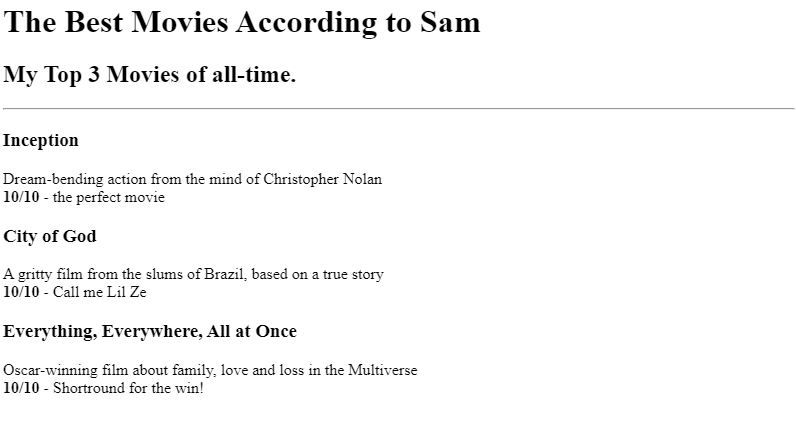 The Best Movies According to Sam
My Top 3 Movies of all-time.
Inception
Dream-bending action from the mind of Christopher Nolan
10/10 - the perfect movie
City of God
A gritty film from the slums of Brazil, based on a true story
10/10 - Call me Lil Ze
Everything, Everywhere, All at Once
Oscar-winning film about family, love and loss in the Multiverse
10/10 - Shortround for the win!